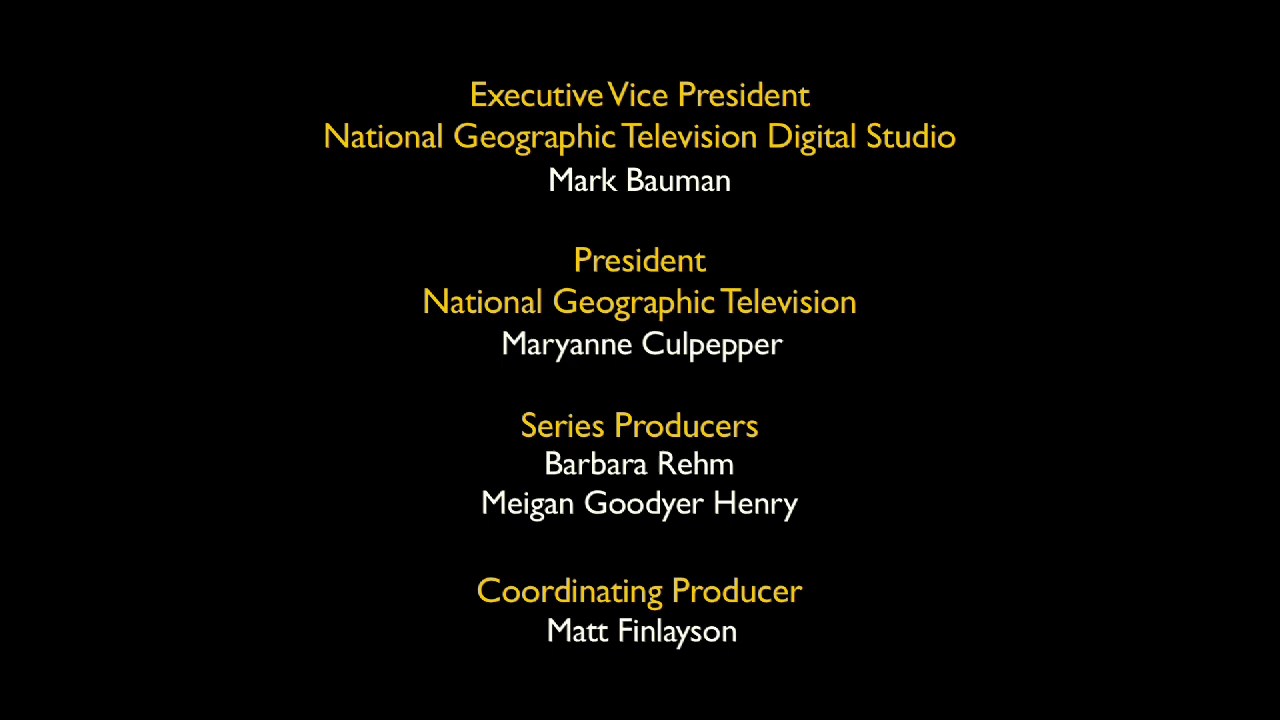 Executive Vice President
National Geographic Television Digital Studio
Mark Bauman
President
National Geographic Television
Maryanne Culpepper
Series Producers
Barbara Rehm
Meigan Goodyer Henry
Coordinating Producer
Matt Finlayson